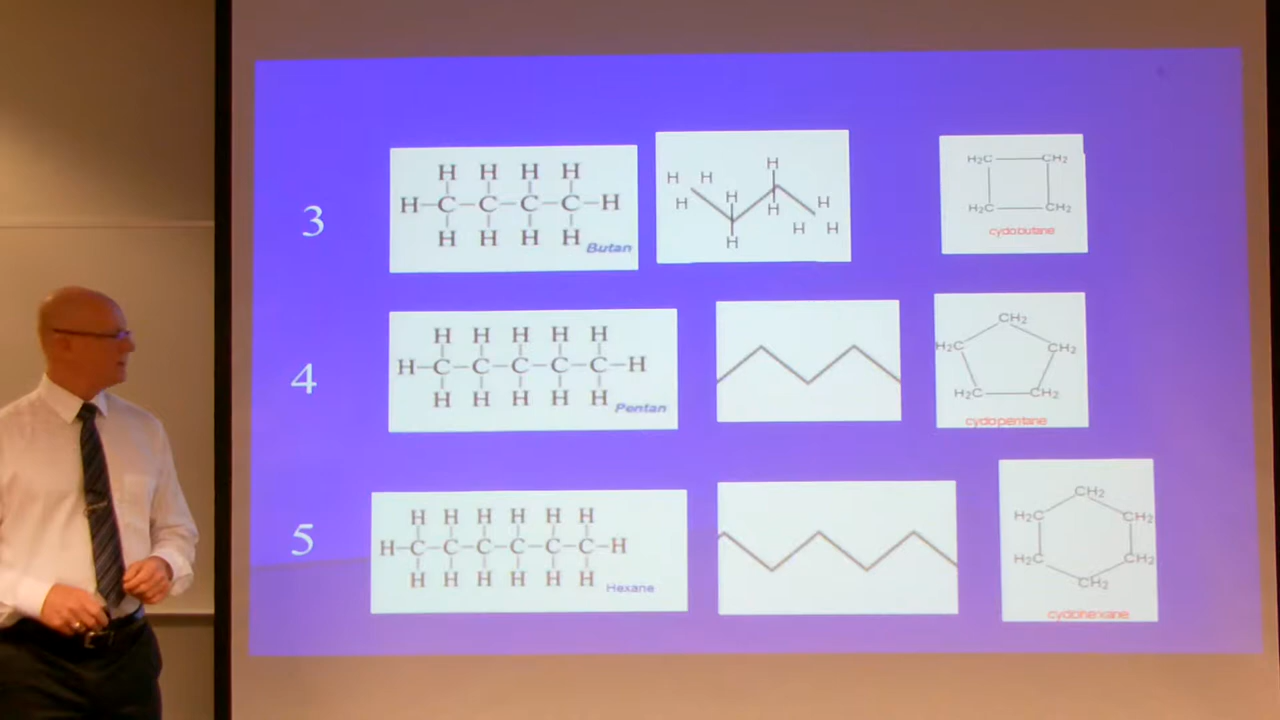 3
H H H H
H-C-C-C-C-H
H H H H
Butan
H
H H
H
H
H
H
H
H
H H
H₂C CH₂
H₂C CH₂
cyclobutane
4
H H H H H
H-C-C-C-C-C-H
H H H H H
Pentan
CH₂
H₂C CH₂
H₂C CH₂
cyclopentane
5
H H H H H H
H-C-C-C-C-C-C-H
H H H H H H
Hexane
CH₂
H₂C CH₂
H₂C CH₂
CH₂
cyclohexane